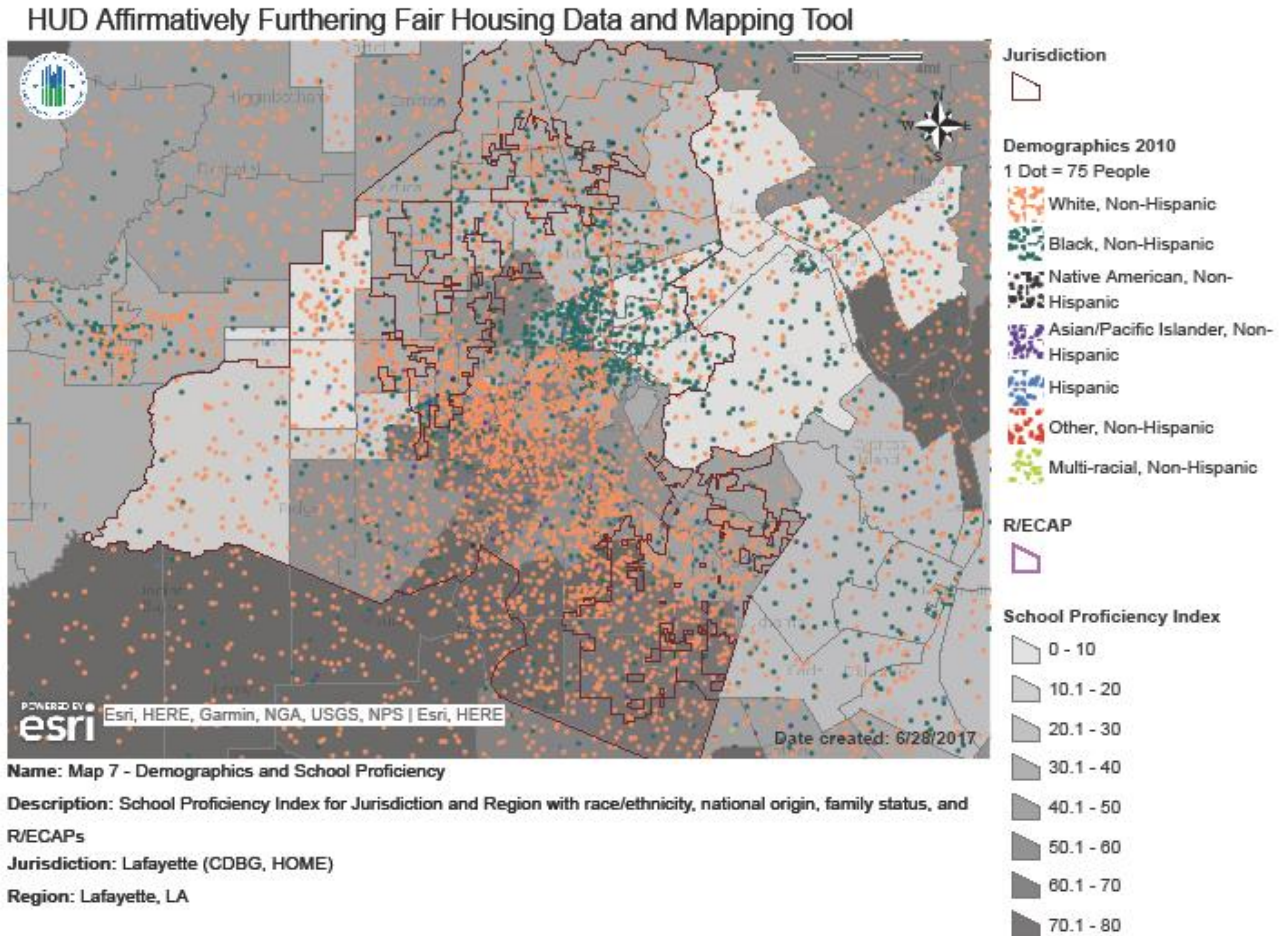 HUD Affirmatively Furthering Fair Housing Data and Mapping Tool
0
4mi
N
W
E
S
POWERED BY
esri
Esri, HERE, Garmin, NGA, USGS, NPS | Esri, HERE
Date created: 6/28/2017
Name: Map 7 - Demographics and School Proficiency
Description: School Proficiency Index for Jurisdiction and Region with race/ethnicity, national origin, family status, and
R/ECAPs
Jurisdiction: Lafayette (CDBG, HOME)
Region: Lafayette, LA
Jurisdiction
Demographics 2010
1 Dot = 75 People
White, Non-Hispanic
Black, Non-Hispanic
Native American, Non-
Hispanic
Asian/Pacific Islander, Non-
Hispanic
Hispanic
Other, Non-Hispanic
Multi-racial, Non-Hispanic
R/ECAP
School Proficiency Index
0 - 10
10.1 - 20
20.1 - 30
30.1 - 40
40.1 - 50
50.1 - 60
60.1 - 70
70.1 - 80